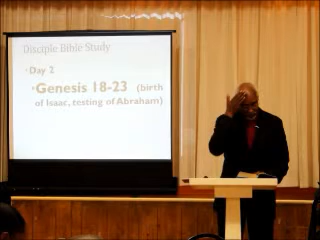 Disciple Bible Study
•Day 2
•Genesis 18-23 (birth
of Isaac, testing of Abraham)